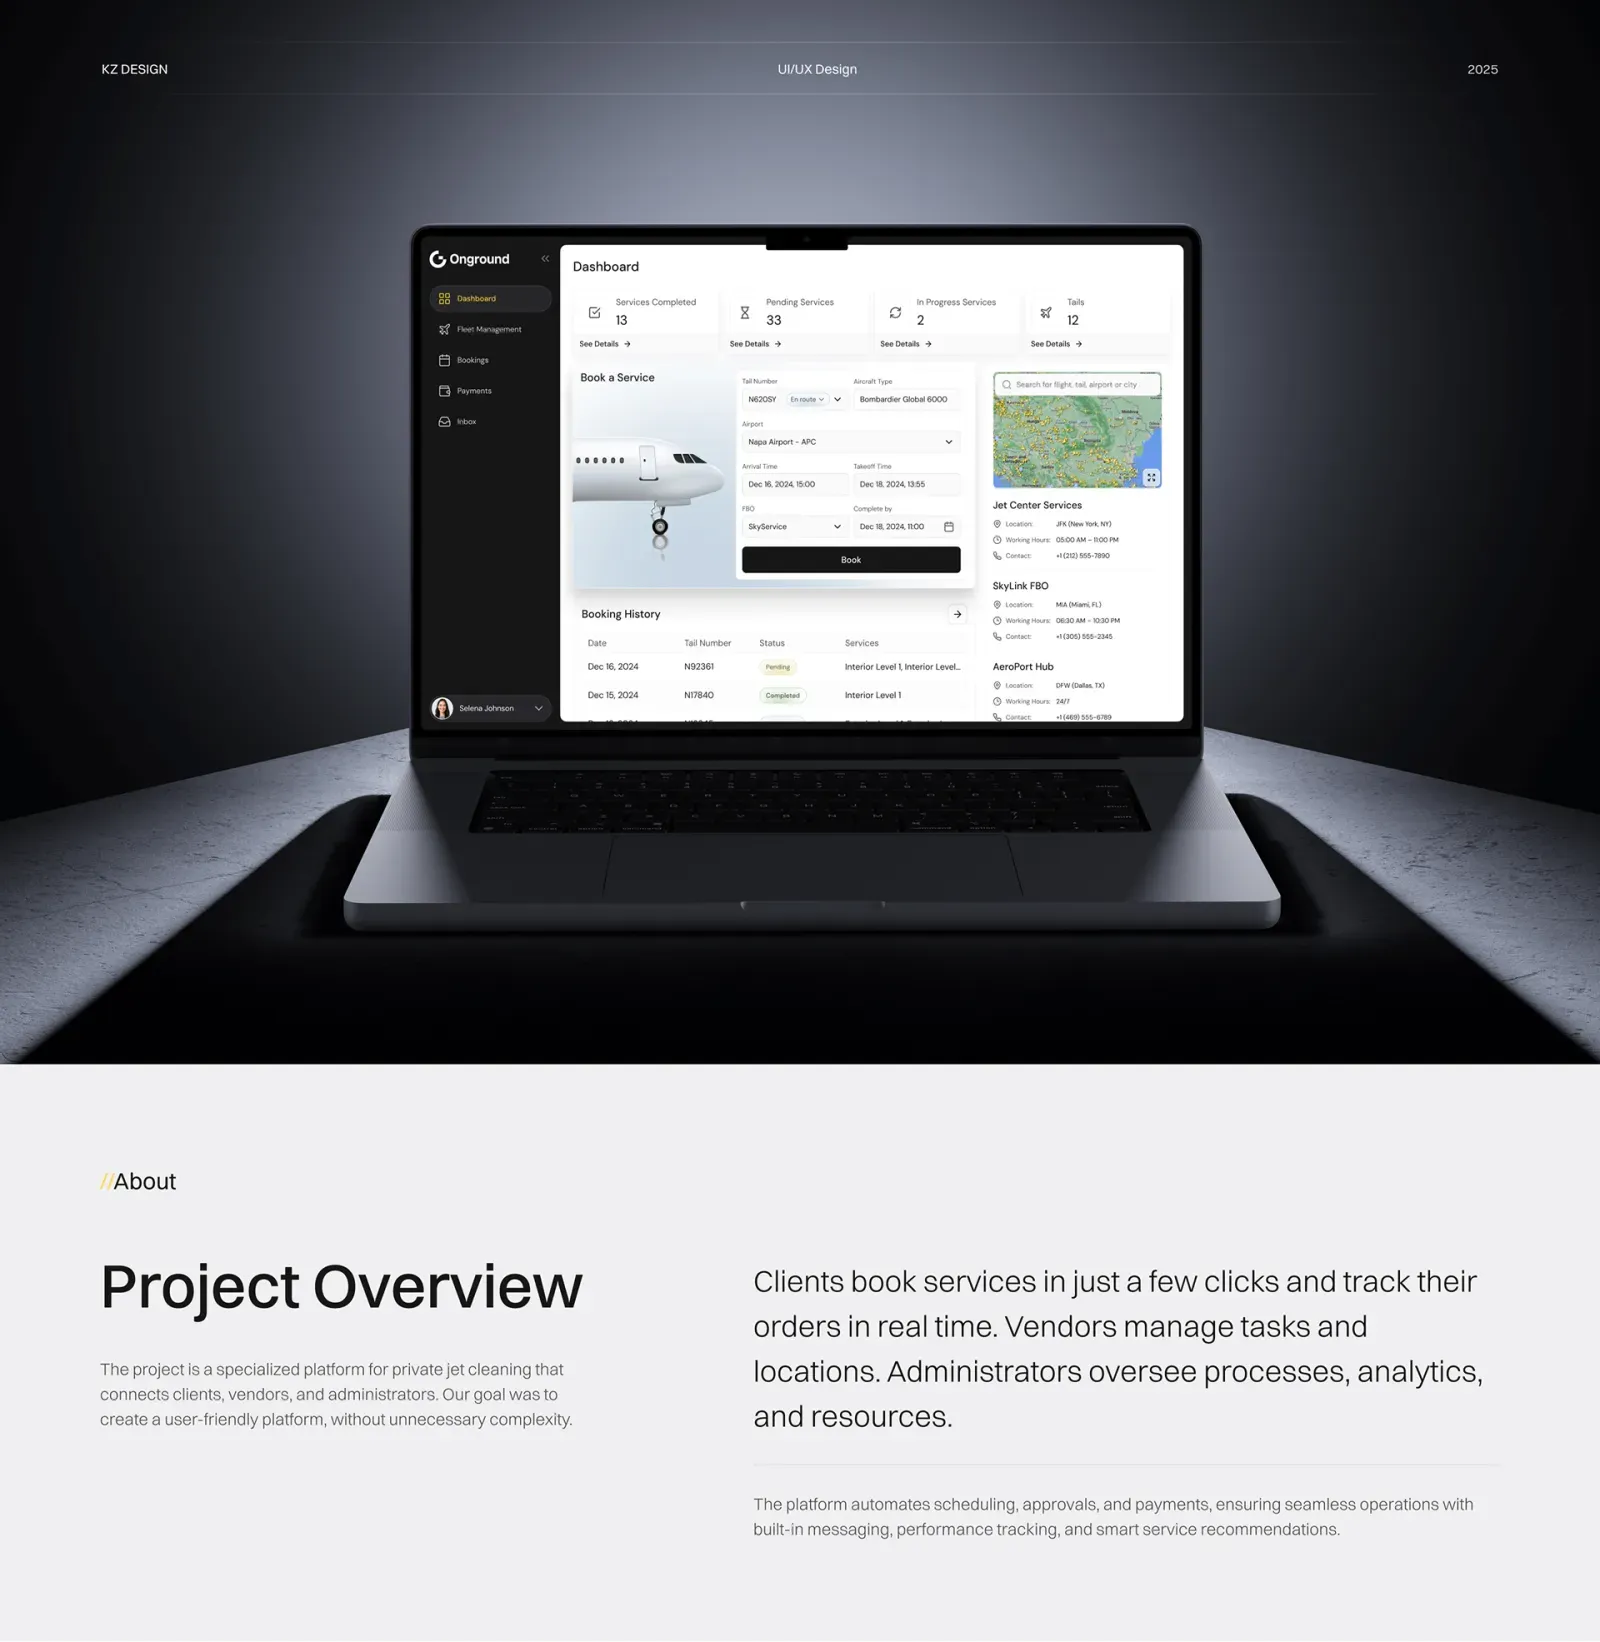 KZ DESIGN
UI/UX Design
2025
Onground
Dashboard
Fleet Management
Bookings
Payments
Inbox
Selena Johnson
Dashboard
Services Completed
13
See Details
Pending Services
33
See Details
In Progress Services
2
See Details
Tails
12
See Details
Book a Service
Tail Number
Aircraft Type
N620SY
En route
Bombardier Global 6000
Airport
Napa Airport - APC
Arrival Time
Takeoff Time
Dec 16, 2024, 15:00
Dec 18, 2024, 13:55
FBO
Complete by
SkyService
Dec 18, 2024, 11:00
Book
Search for flight, tail, airport or city
Jet Center Services
Location: JFK (New York, NY)
Working Hours: 05:00 AM – 11:00 PM
Contact: +1 (212) 555-7890
SkyLink FBO
Location: MIA (Miami, FL)
Working Hours: 06:30 AM – 10:30 PM
Contact: +1 (305) 555-2345
AeroPort Hub
Location: DFW (Dallas, TX)
Working Hours: 24/7
Contact: +1 (469) 555-6789
Booking History
Date Tail Number Status Services
Dec 16, 2024 N92361 Pending Interior Level 1, Interior Level...
Dec 15, 2024 N17840 Completed Interior Level 1
//About
Project Overview
The project is a specialized platform for private jet cleaning that
connects clients, vendors, and administrators. Our goal was to
create a user-friendly platform, without unnecessary complexity.
Clients book services in just a few clicks and track their
orders in real time. Vendors manage tasks and
locations. Administrators oversee processes, analytics,
and resources.
The platform automates scheduling, approvals, and payments, ensuring seamless operations with
built-in messaging, performance tracking, and smart service recommendations.